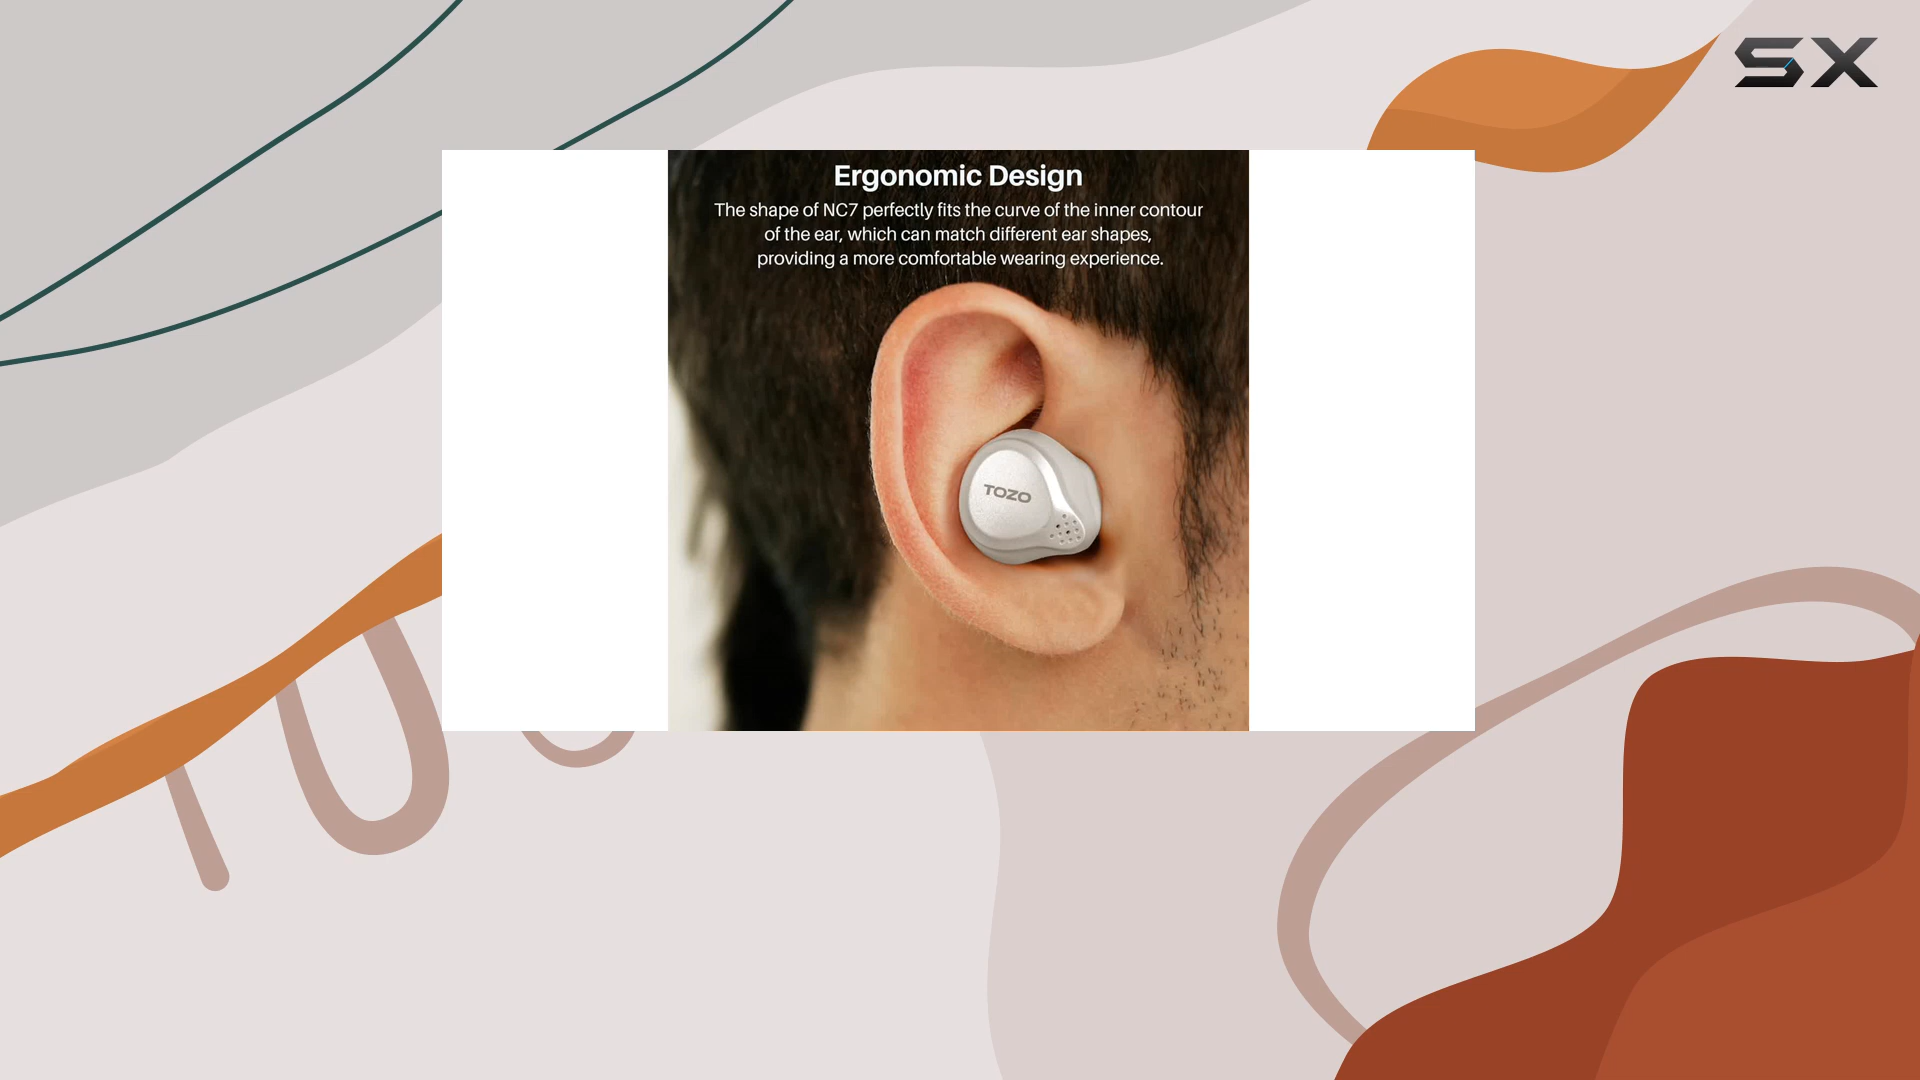 SX
Ergonomic Design
The shape of NC7 perfectly fits the curve of the inner contour
of the ear, which can match different ear shapes,
providing a more comfortable wearing experience.
TOZO